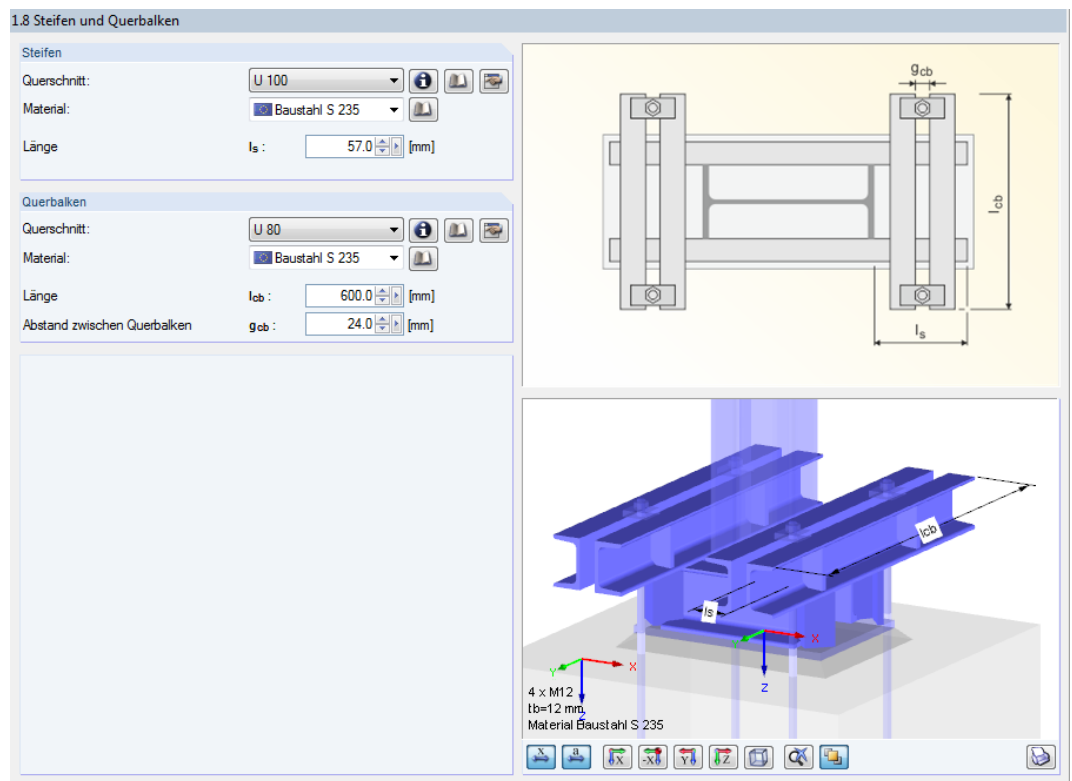 1.8 Steifen und Querbalken
Steifen
Querschnitt: U 100
Material: Baustahl S 235
Länge ls : 57.0 [mm]
Querbalken
Querschnitt: U 80
Material: Baustahl S 235
Länge lcb : 600.0 [mm]
Abstand zwischen Querbalken gcb : 24.0 [mm]
gcb
lcb
ls
lcb
ls
X
Y
Z
X
Y
Z
4 x M12
tb=12 mm
Material Baustahl S 235
x a X -X Y Z